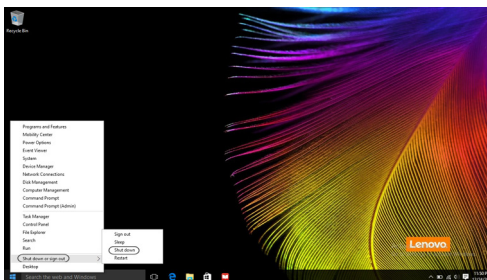 Recycle Bin
Programs and Features
Mobility Center
Power Options
Event Viewer
System
Device Manager
Network Connections
Disk Management
Computer Management
Command Prompt
Command Prompt (Admin)
Task Manager
Control Panel
File Explorer
Search
Run
Shut down or sign out
Desktop
Sign out
Sleep
Shut down
Restart
Lenovo
Search the web and Windows